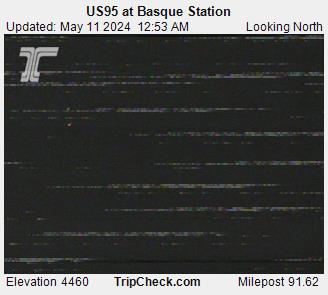 US95 at Basque Station
Updated: May 11 2024 12:53 AM Looking North
Elevation 4460 TripCheck.com Milepost 91.62